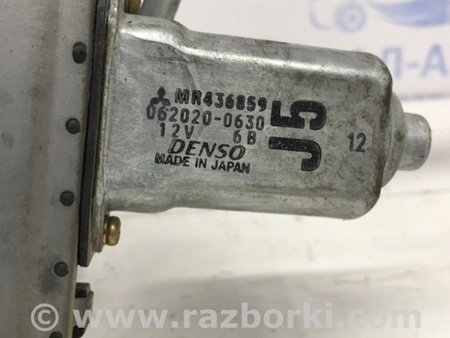 MR436859
062020-0630
12V 6B
DENSO
MADE IN JAPAN
J5
12
www.razborki.com